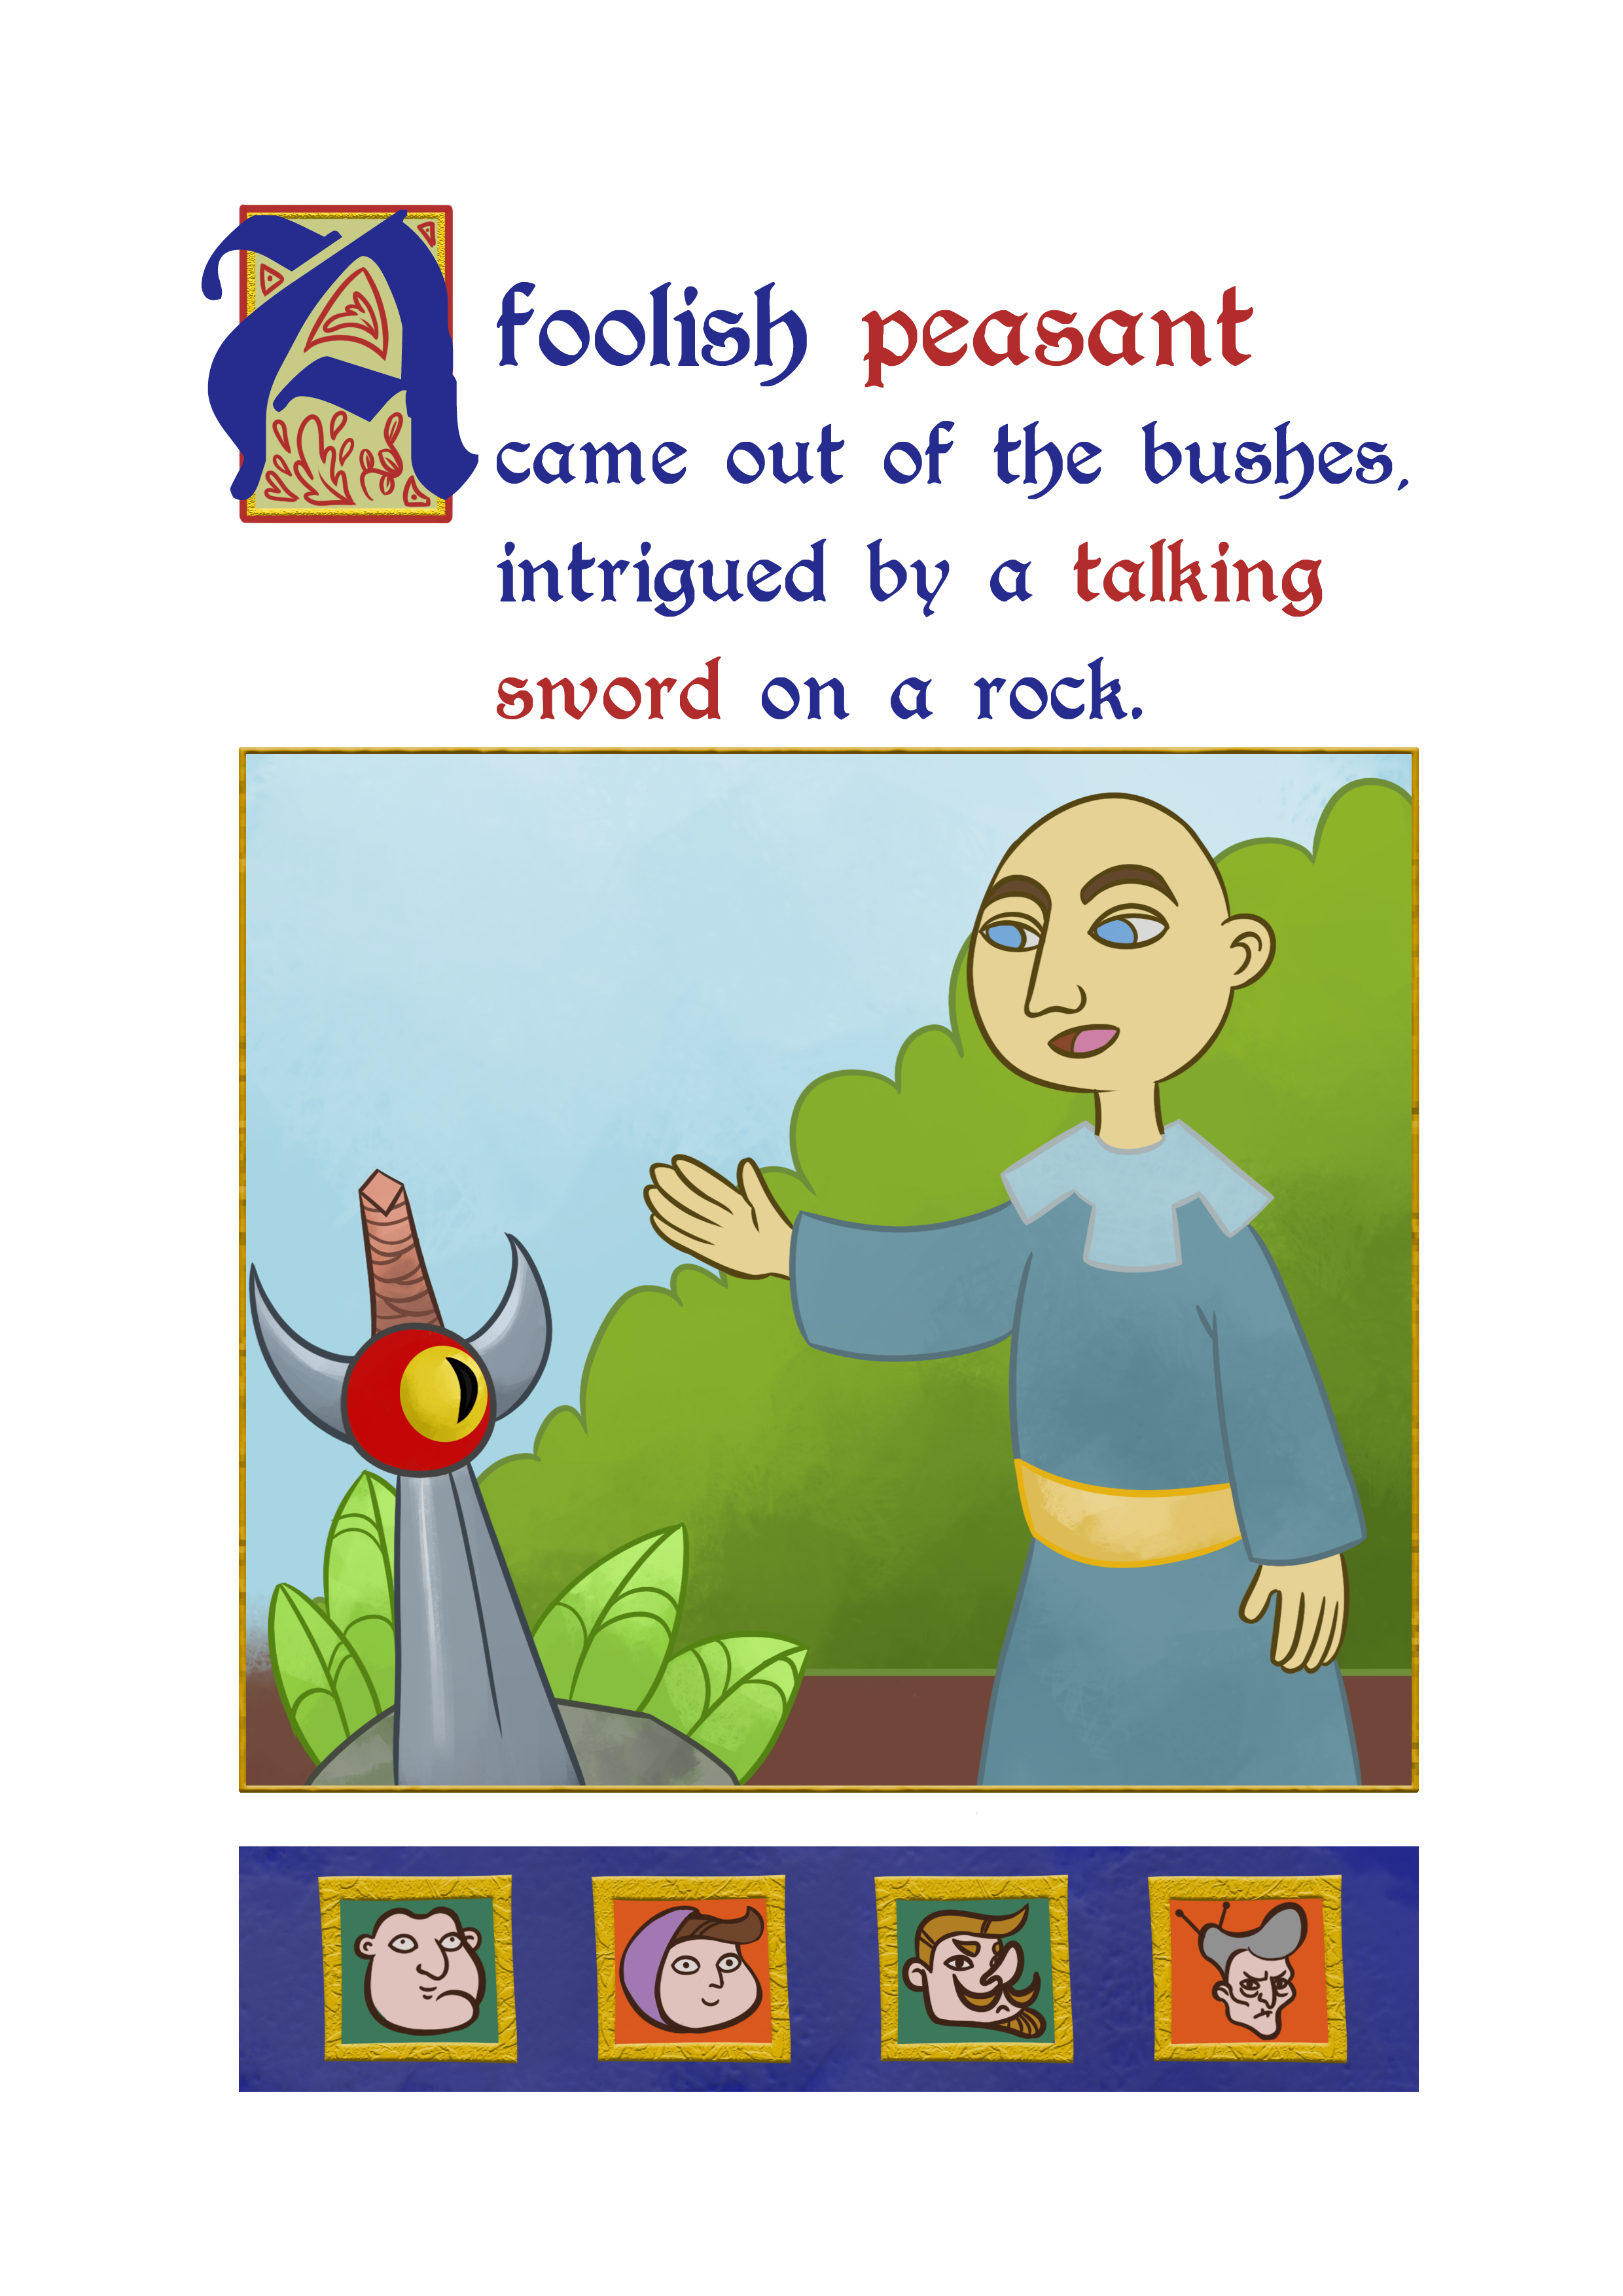 A foolish peasant
came out of the bushes,
intrigued by a talking
sword on a rock.